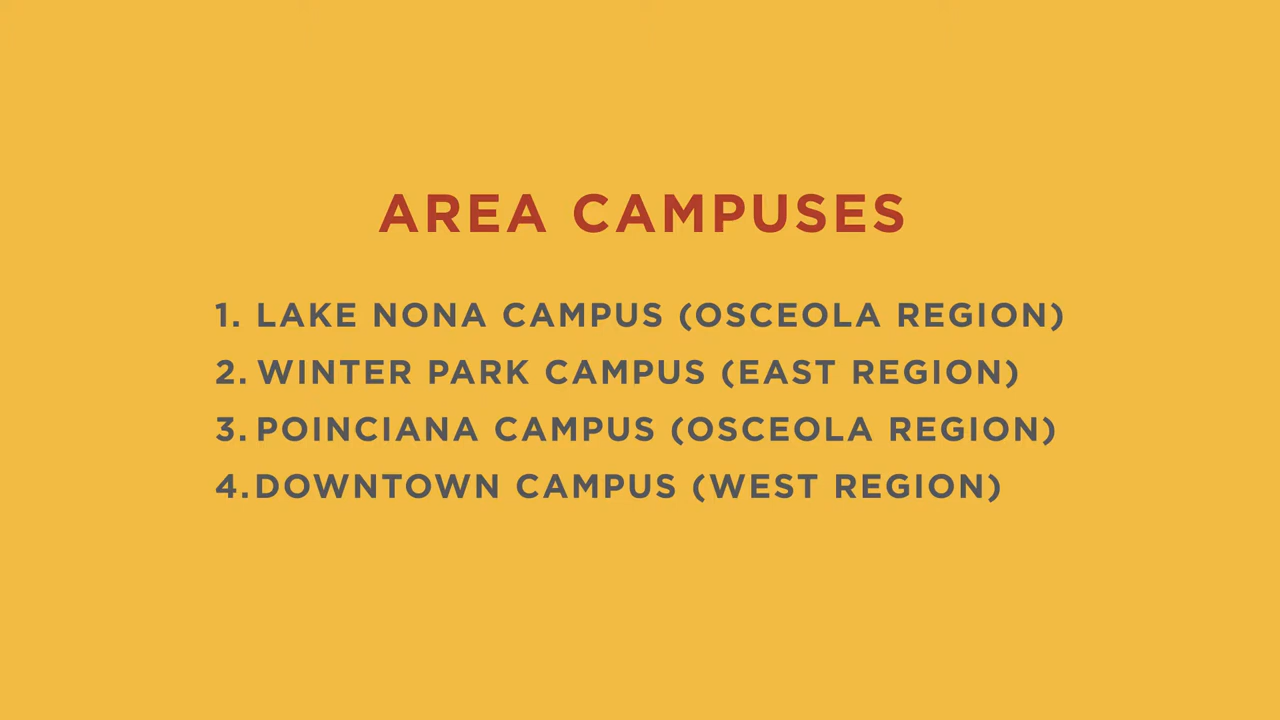 AREA CAMPUSES
1. LAKE NONA CAMPUS (OSCEOLA REGION)
2. WINTER PARK CAMPUS (EAST REGION)
3. POINCIANA CAMPUS (OSCEOLA REGION)
4. DOWNTOWN CAMPUS (WEST REGION)